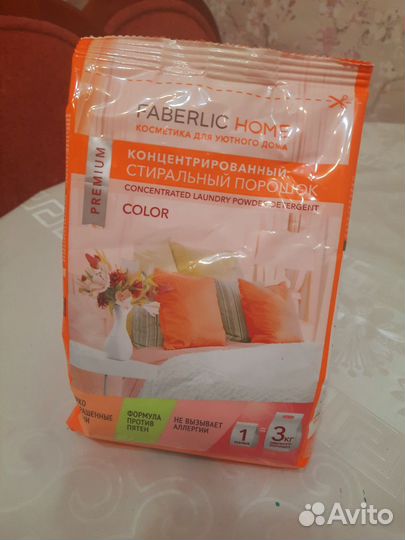 FABERLIC HOME
КОСМЕТИКА ДЛЯ УЮТНОГО ДОМА
PREMIUM
КОНЦЕНТРИРОВАННЫЙ
СТИРАЛЬНЫЙ ПОРОШОК
CONCENTRATED LAUNDRY POWDER DETERGENT
COLOR
ФОРМУЛА
ПРОТИВ
ПЯТЕН
НЕ ВЫЗЫВАЕТ
АЛЛЕРГИИ
1 = 3 КГ
Avito